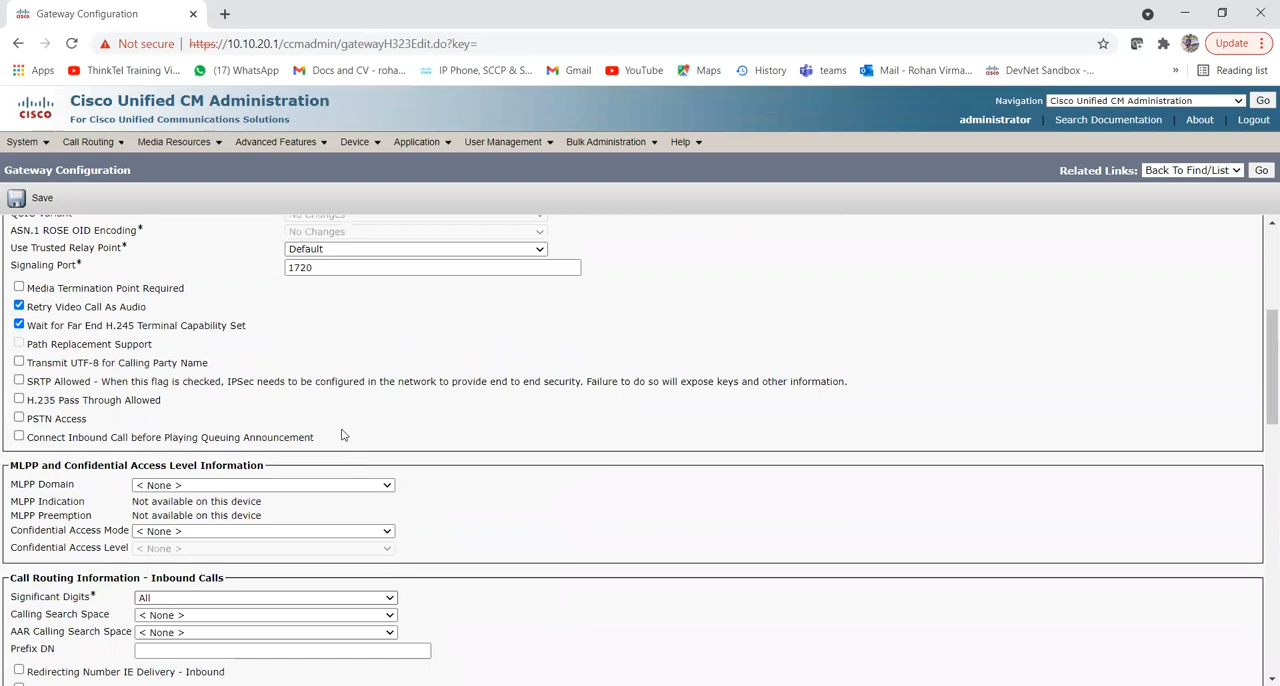 Gateway Configuration
Not secure | https://10.10.20.1/ccmadmin/gatewayH323Edit.do?key=
Update
Apps
ThinkTel Training Vi...
(17) WhatsApp
Docs and CV - roha...
IP Phone, SCCP & S...
Gmail
YouTube
Maps
History
teams
Mail - Rohan Virma...
DevNet Sandbox -...
»
Reading list
CISCO
Cisco Unified CM Administration
For Cisco Unified Communications Solutions
Navigation Cisco Unified CM Administration Go
administrator | Search Documentation | About | Logout
System Call Routing Media Resources Advanced Features Device Application User Management Bulk Administration Help
Gateway Configuration
Related Links: Back To Find/List Go
Save
ASN.1 ROSE OID Encoding* No Changes
Use Trusted Relay Point* Default
Signaling Port* 1720
Media Termination Point Required
Retry Video Call As Audio
Wait for Far End H.245 Terminal Capability Set
Path Replacement Support
Transmit UTF-8 for Calling Party Name
SRTP Allowed - When this flag is checked, IPSec needs to be configured in the network to provide end to end security. Failure to do so will expose keys and other information.
H.235 Pass Through Allowed
PSTN Access
Connect Inbound Call before Playing Queuing Announcement
MLPP and Confidential Access Level Information
MLPP Domain < None >
MLPP Indication Not available on this device
MLPP Preemption Not available on this device
Confidential Access Mode < None >
Confidential Access Level < None >
Call Routing Information - Inbound Calls
Significant Digits* All
Calling Search Space < None >
AAR Calling Search Space < None >
Prefix DN
Redirecting Number IE Delivery - Inbound